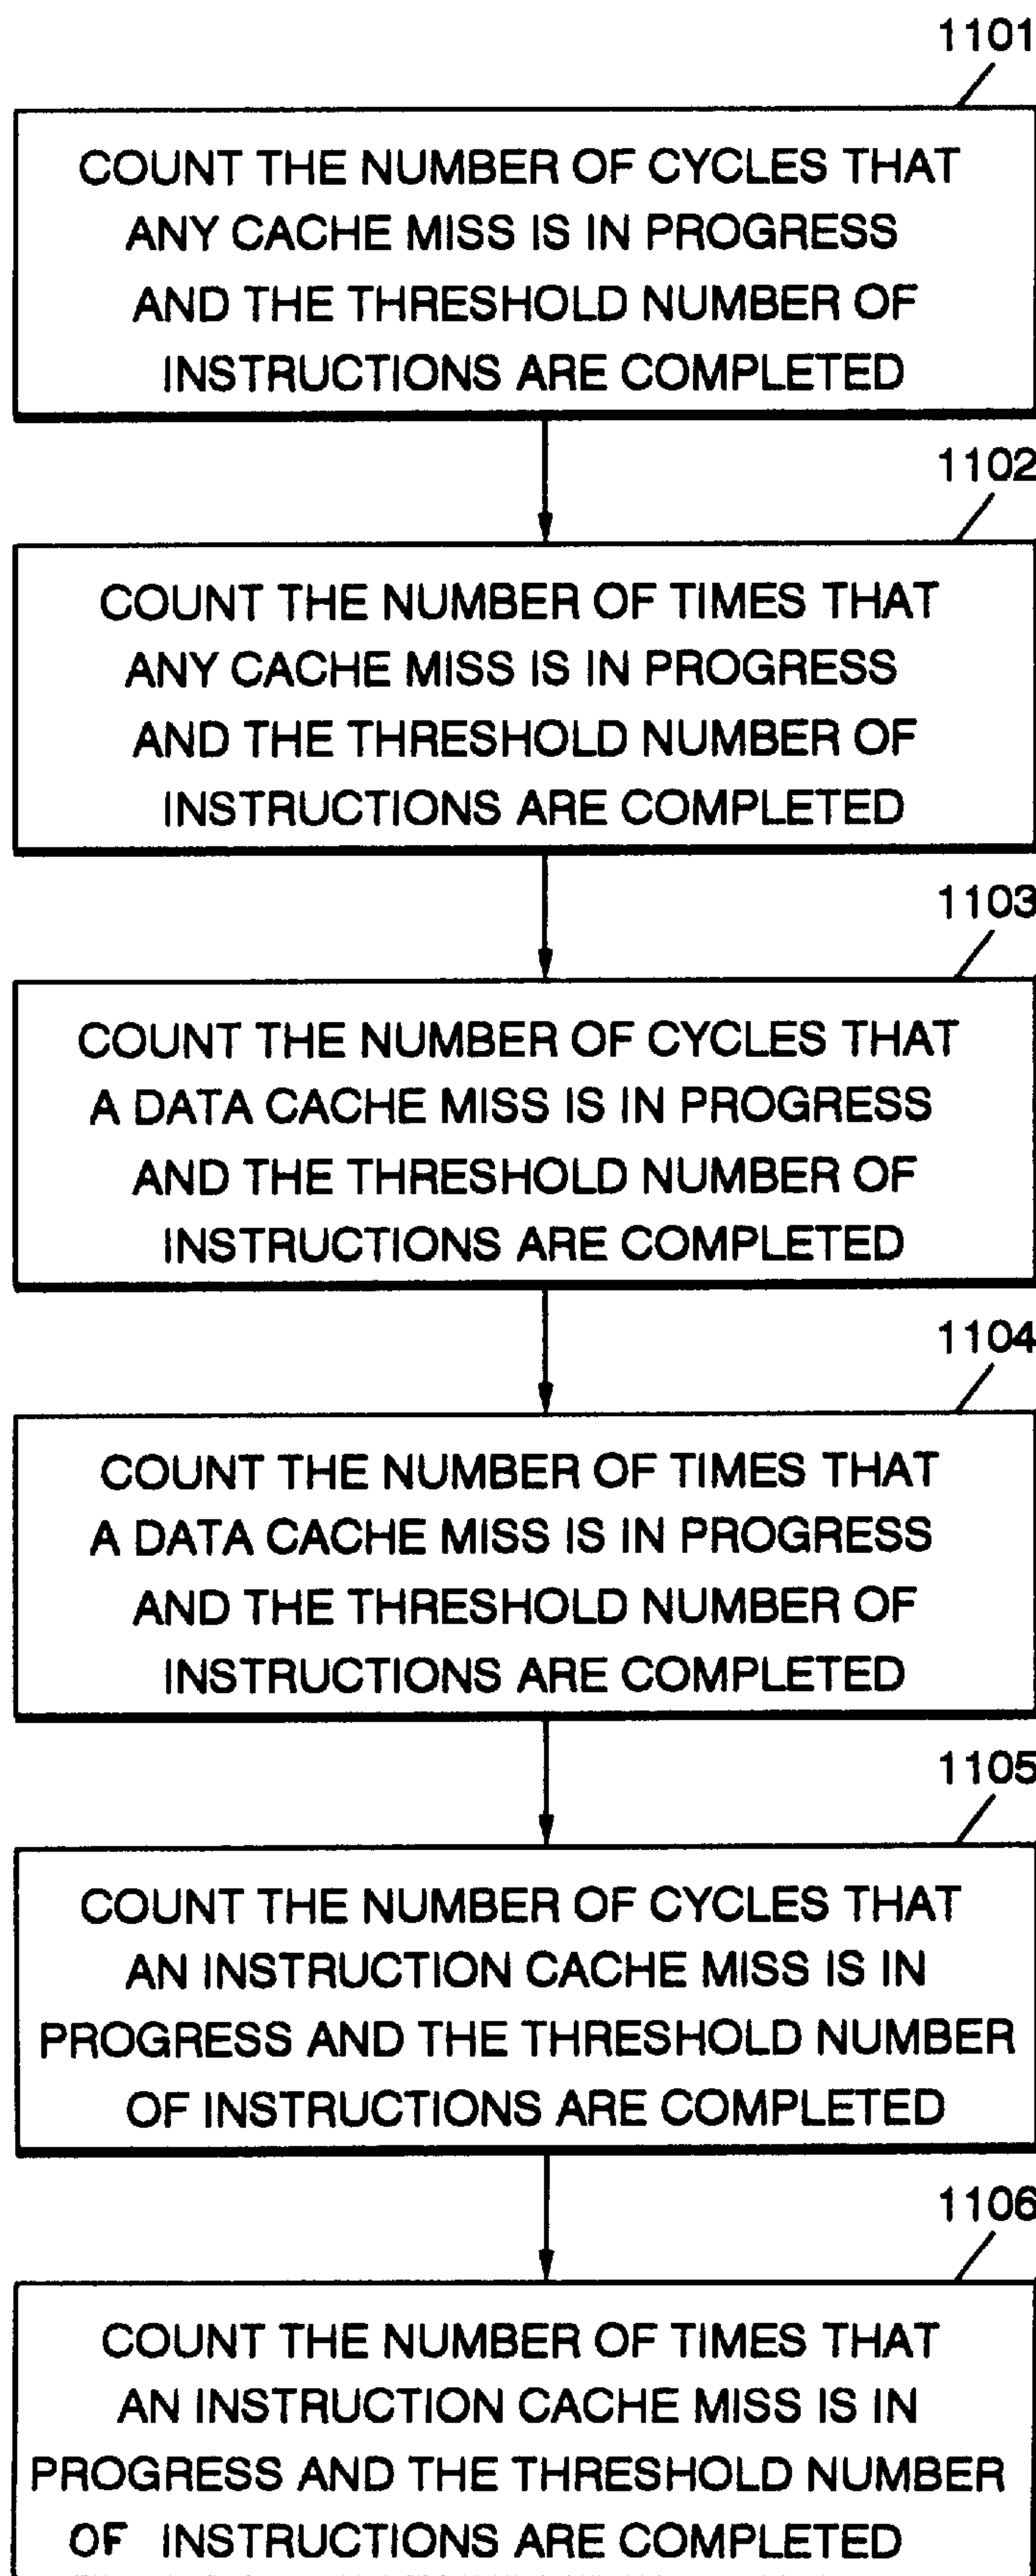 1101
COUNT THE NUMBER OF CYCLES THAT
ANY CACHE MISS IS IN PROGRESS
AND THE THRESHOLD NUMBER OF
INSTRUCTIONS ARE COMPLETED
1102
COUNT THE NUMBER OF TIMES THAT
ANY CACHE MISS IS IN PROGRESS
AND THE THRESHOLD NUMBER OF
INSTRUCTIONS ARE COMPLETED
1103
COUNT THE NUMBER OF CYCLES THAT
A DATA CACHE MISS IS IN PROGRESS
AND THE THRESHOLD NUMBER OF
INSTRUCTIONS ARE COMPLETED
1104
COUNT THE NUMBER OF TIMES THAT
A DATA CACHE MISS IS IN PROGRESS
AND THE THRESHOLD NUMBER OF
INSTRUCTIONS ARE COMPLETED
1105
COUNT THE NUMBER OF CYCLES THAT
AN INSTRUCTION CACHE MISS IS IN
PROGRESS AND THE THRESHOLD NUMBER
OF INSTRUCTIONS ARE COMPLETED
1106
COUNT THE NUMBER OF TIMES THAT
AN INSTRUCTION CACHE MISS IS IN
PROGRESS AND THE THRESHOLD NUMBER
OF INSTRUCTIONS ARE COMPLETED